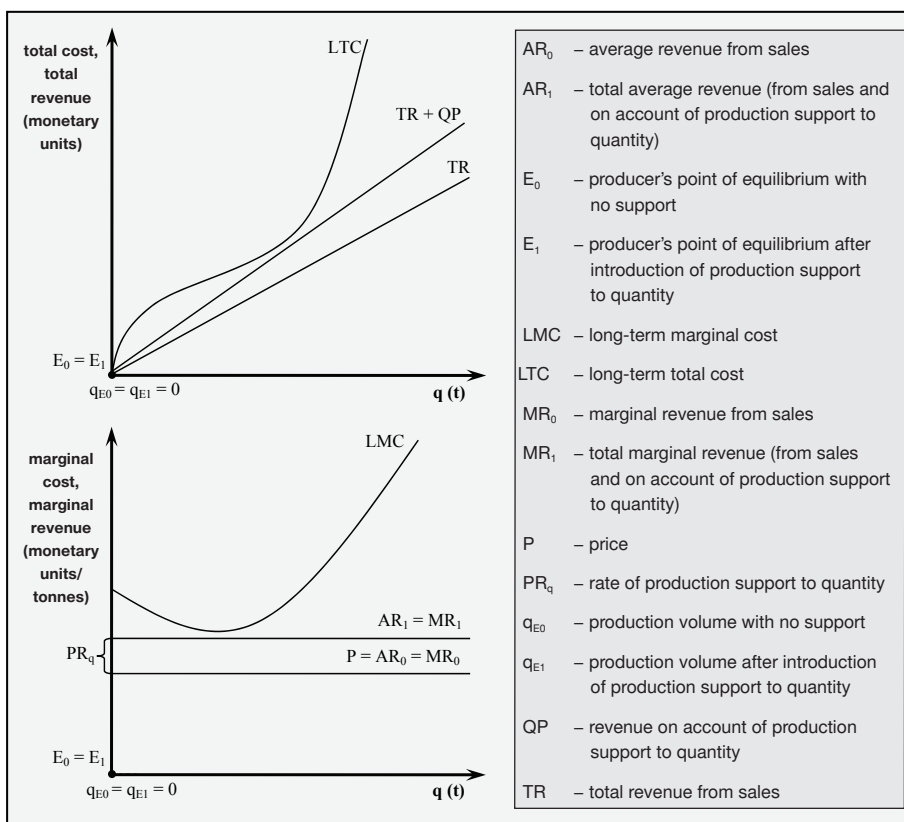 total cost,
total
revenue
(monetary
units)
LTC
TR + QP
TR
E₀ = E₁
qE0 = qE1 = 0
q (t)
marginal
cost,
marginal
revenue
(monetary
units/
tonnes)
LMC
AR₁ = MR₁
PRq
P = AR₀ = MR₀
E₀ = E₁
qE0 = qE1 = 0
q (t)
AR₀ – average revenue from sales
AR₁ – total average revenue (from sales and
on account of production support to
quantity)
E₀ – producer's point of equilibrium with
no support
E₁ – producer's point of equilibrium after
introduction of production support
to quantity
LMC – long-term marginal cost
LTC – long-term total cost
MR₀ – marginal revenue from sales
MR₁ – total marginal revenue (from sales
and on account of production support
to quantity)
P – price
PRq – rate of production support to quantity
qE0 – production volume with no support
qE1 – production volume after introduction
of production support to quantity
QP – revenue on account of production
support to quantity
TR – total revenue from sales